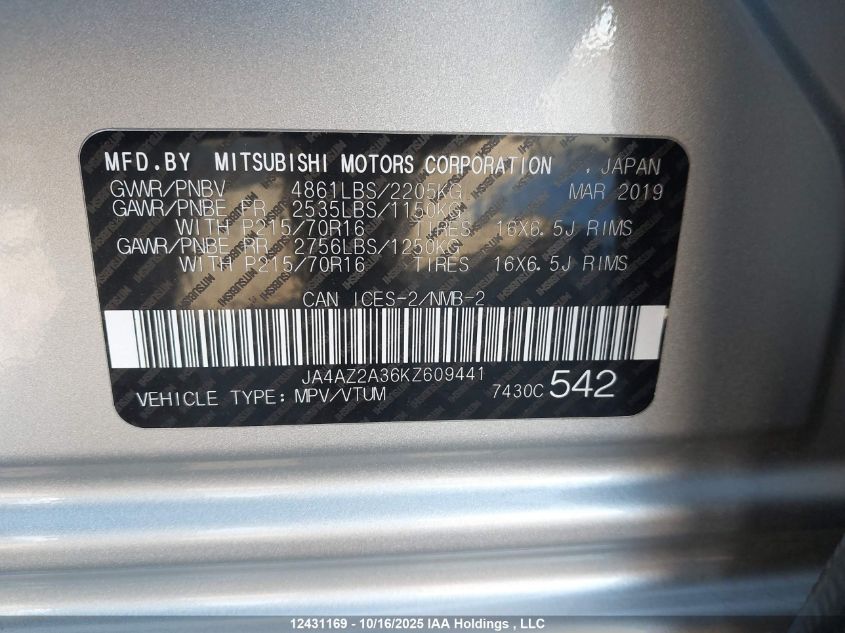 MFD.BY MITSUBISHI MOTORS CORPORATION , JAPAN
GVWR/PNBV 4861LBS/2205KG MAR 2019
GAWR/PNBE FR 2535LBS/1150KG
WITH P215/70R16 TIRES 16X6.5J RIMS
GAWR/PNBE RR 2756LBS/1250KG
WITH P215/70R16 TIRES 16X6.5J RIMS
CAN ICES-2/NMB-2
JA4AZ2A36KZ609441
VEHICLE TYPE: MPV/VTUM 7430C 542
12431169 - 10/16/2025 IAA Holdings , LLC